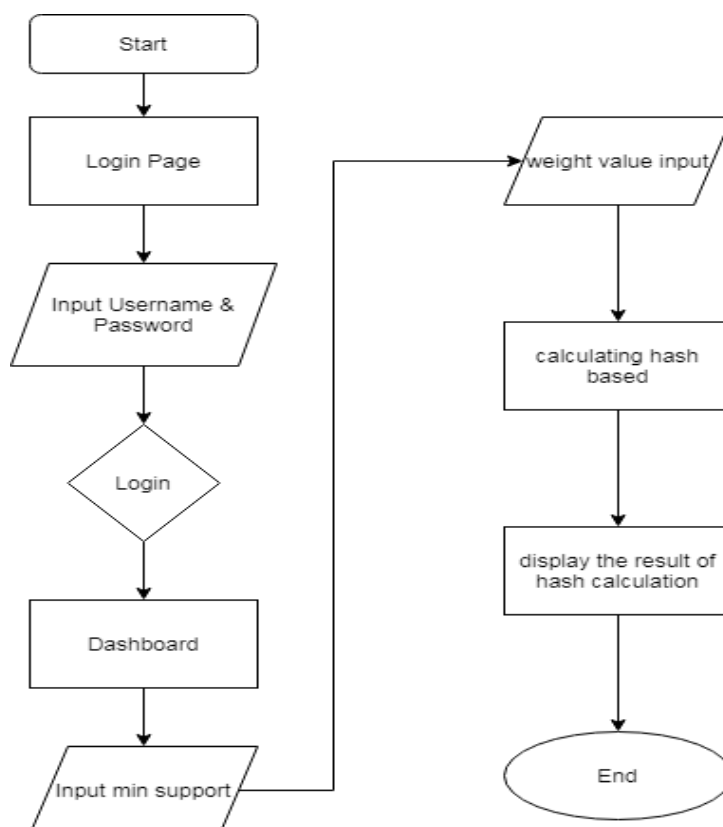 Start
Login Page
Input Username &
Password
Login
Dashboard
Input min support
weight value input
calculating hash
based
display the result of
hash calculation
End